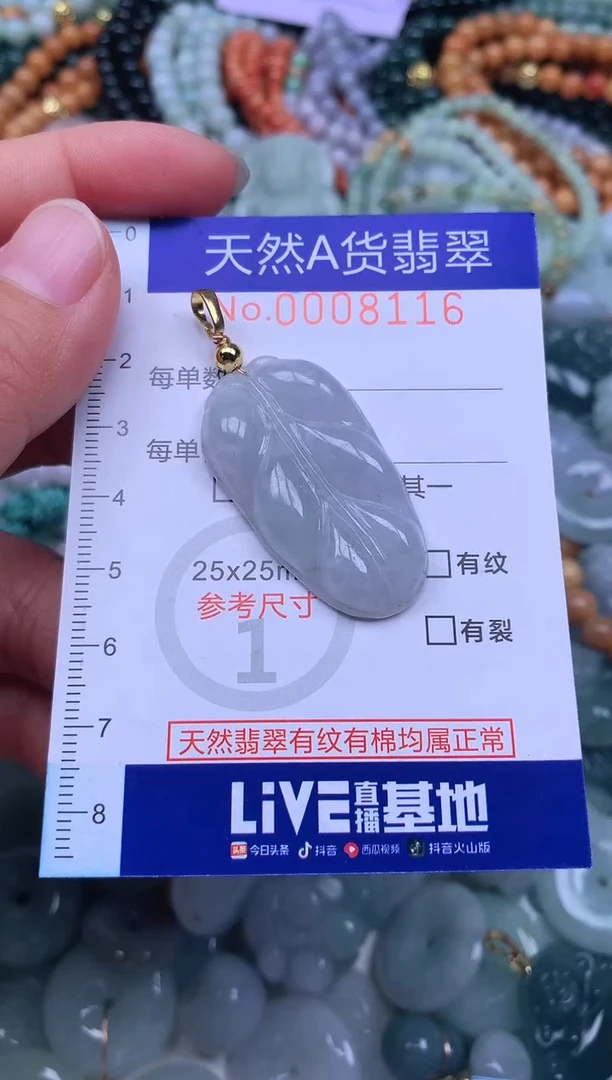 天然A货翡翠
No.0008116
0
1
2
3
4
5
6
7
8
每单数
每单
其一
25x25m
参考尺寸
1
□有纹
□有裂
天然翡翠有纹有棉均属正常
LiVE直播基地
头条 今日头条 抖音 西瓜视频 抖音火山版